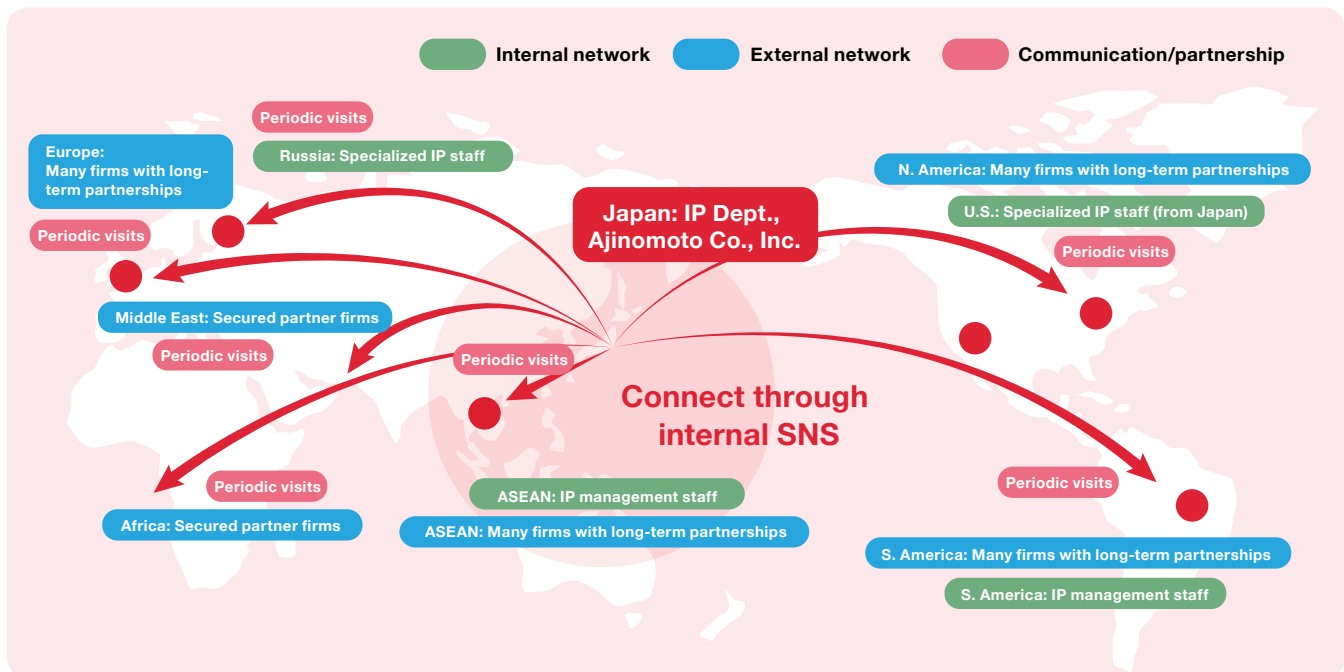 Internal network
External network
Communication/partnership
Periodic visits
Russia: Specialized IP staff
Europe:
Many firms with long-
term partnerships
Periodic visits
Middle East: Secured partner firms
Periodic visits
Japan: IP Dept.,
Ajinomoto Co., Inc.
N. America: Many firms with long-term partnerships
U.S.: Specialized IP staff (from Japan)
Periodic visits
Periodic visits
Connect through
internal SNS
Periodic visits
Africa: Secured partner firms
ASEAN: IP management staff
ASEAN: Many firms with long-term partnerships
Periodic visits
S. America: Many firms with long-term partnerships
S. America: IP management staff